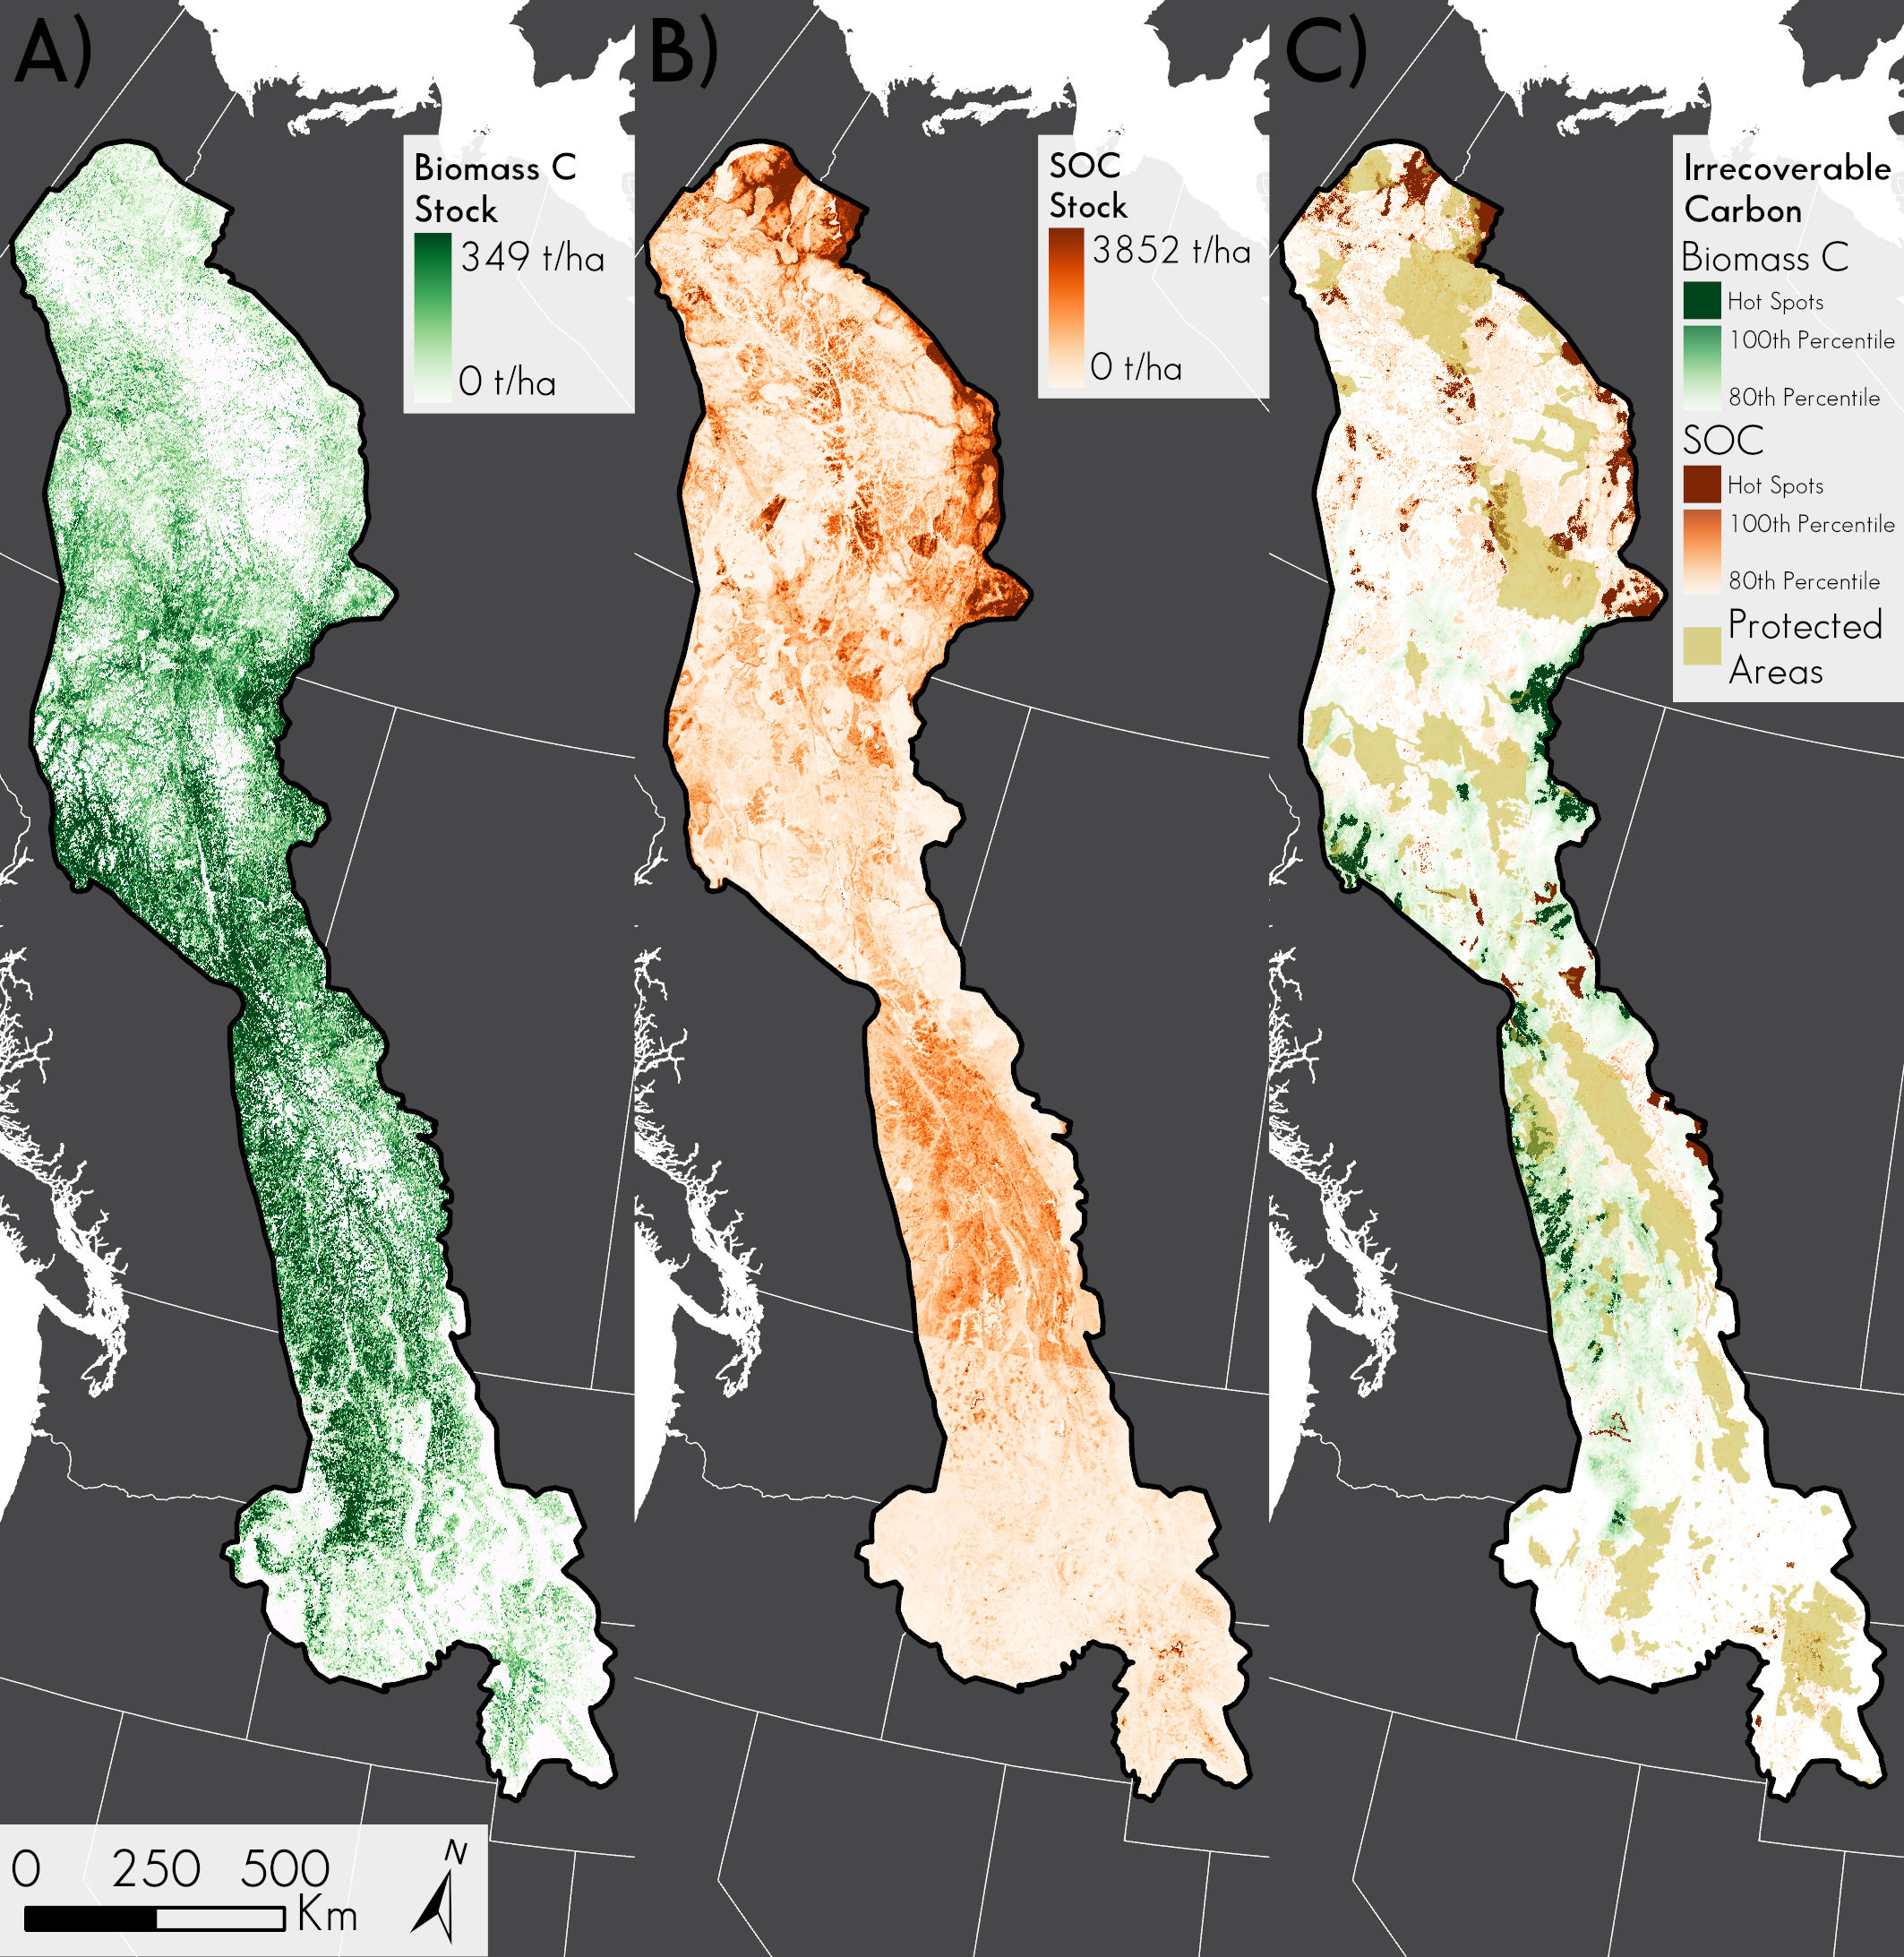 A)
Biomass C
Stock
349 t/ha
0 t/ha
0 250 500
Km
N
B)
SOC
Stock
3852 t/ha
0 t/ha
C)
Irrecoverable
Carbon
Biomass C
Hot Spots
100th Percentile
80th Percentile
SOC
Hot Spots
100th Percentile
80th Percentile
Protected
Areas